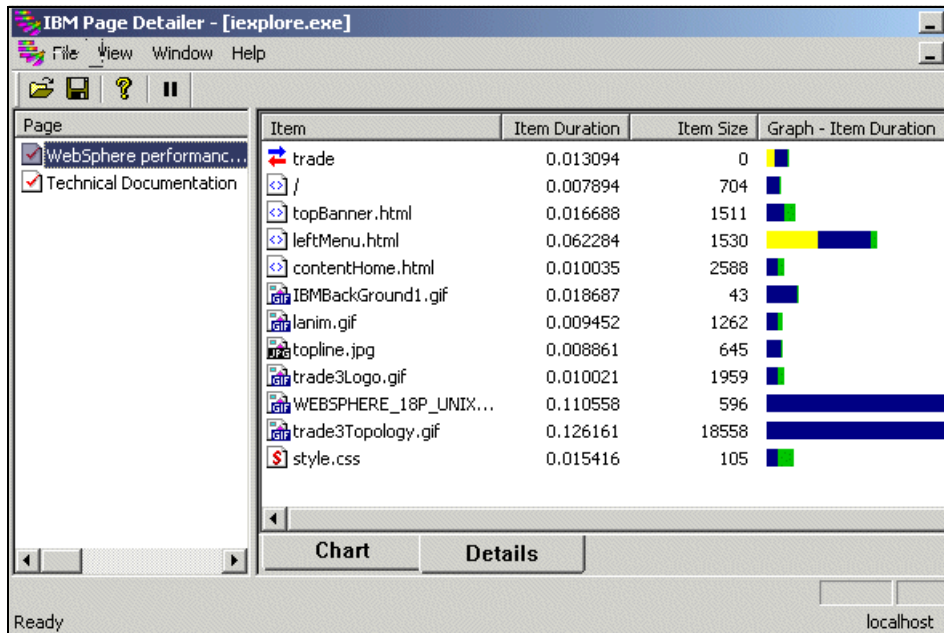 IBM Page Detailer - [iexplore.exe]
File View Window Help
Page
WebSphere performanc...
Technical Documentation
Item Item Duration Item Size Graph - Item Duration
trade 0.013094 0
/ 0.007894 704
topBanner.html 0.016688 1511
leftMenu.html 0.062284 1530
contentHome.html 0.010035 2588
IBMBackGround1.gif 0.018687 43
lanim.gif 0.009452 1262
topline.jpg 0.008861 645
trade3Logo.gif 0.010021 1959
WEBSPHERE_18P_UNIX... 0.110558 596
trade3Topology.gif 0.126161 18558
style.css 0.015416 105
Chart Details
Ready localhost